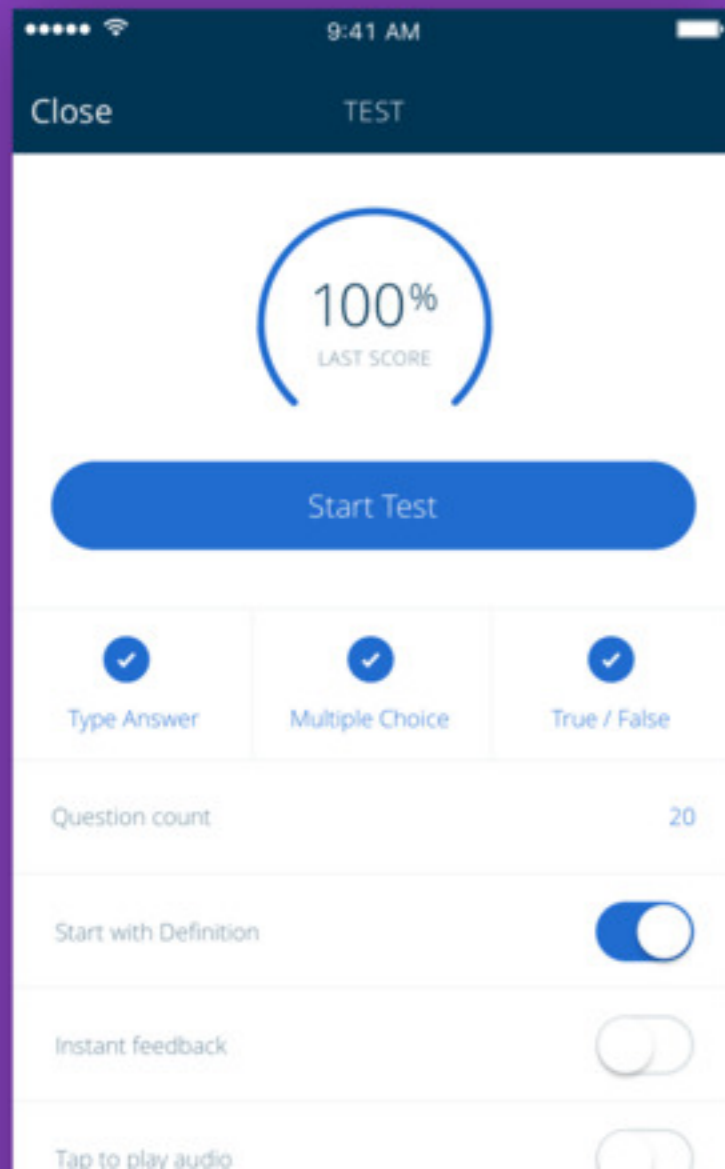 9:41 AM
Close TEST
100%
LAST SCORE
Start Test
Type Answer Multiple Choice True / False
Question count 20
Start with Definition
Instant feedback
Tap to play audio